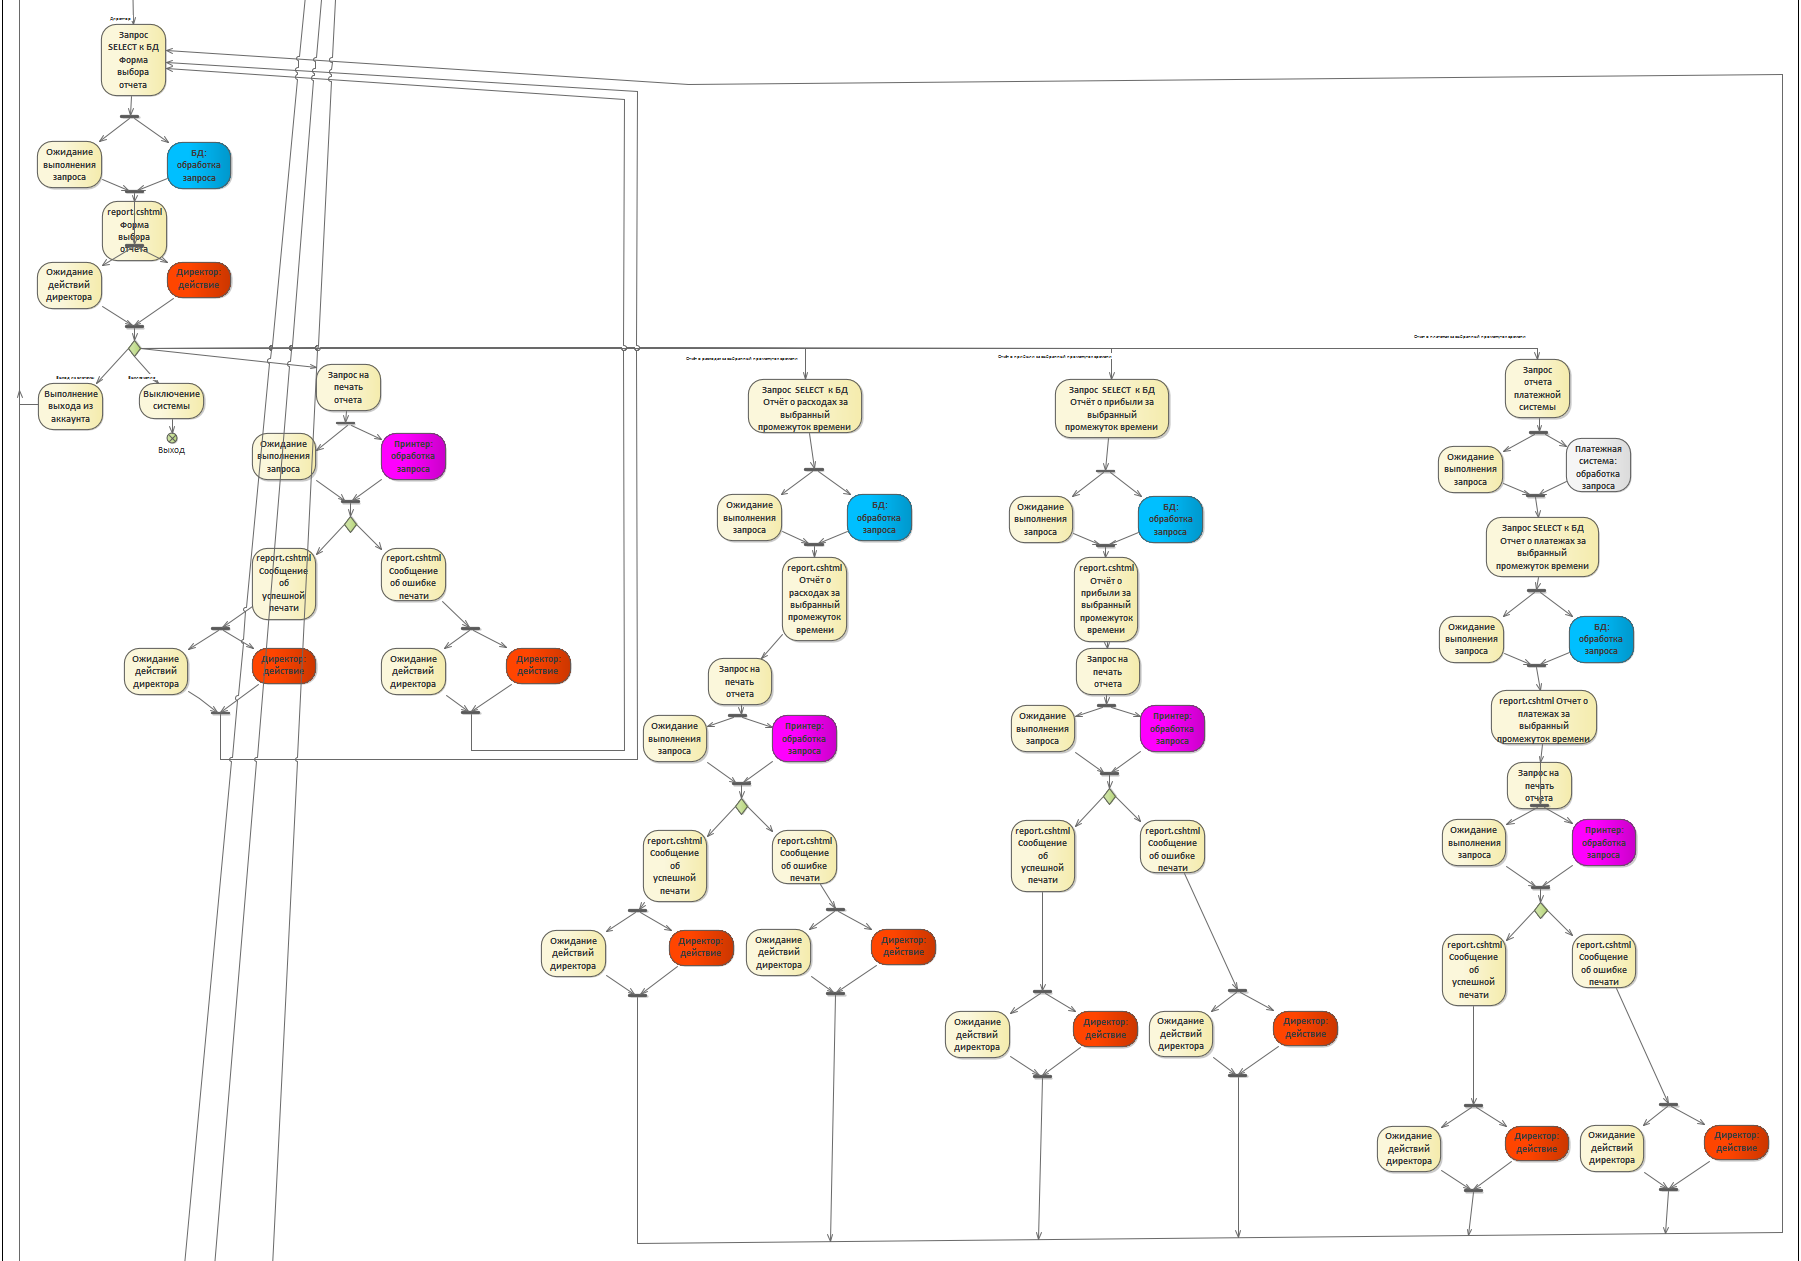 Директор
Запрос
SELECT к БД
Форма
выбора
отчета
Ожидание
выполнения
запроса
БД:
обработка
запроса
report.cshtml
Форма
выбора
отчета
Ожидание
действий
директора
Директор:
действие
Выполнение
выхода из
аккаунта
Выключение
системы
Выход
Запрос на
печать
отчета
Ожидание
выполнения
запроса
Принтер:
обработка
запроса
report.cshtml
Сообщение
об
успешной
печати
report.cshtml
Сообщение
об ошибке
печати
Ожидание
действий
директора
Директор:
действие
Ожидание
действий
директора
Директор:
действие
Отчёт о расходах за выбранный промежуток времени
Запрос SELECT к БД
Отчёт о расходах за
выбранный
промежуток времени
Ожидание
выполнения
запроса
БД:
обработка
запроса
report.cshtml
Отчёт о
расходах за
выбранный
промежуток
времени
Запрос на
печать
отчета
Ожидание
выполнения
запроса
Принтер:
обработка
запроса
report.cshtml
Сообщение
об
успешной
печати
report.cshtml
Сообщение
об ошибке
печати
Ожидание
действий
директора
Директор:
действие
Ожидание
действий
директора
Директор:
действие
Отчёт о прибыли за выбранный промежуток времени
Запрос SELECT к БД
Отчёт о прибыли за
выбранный
промежуток времени
Ожидание
выполнения
запроса
БД:
обработка
запроса
report.cshtml
Отчёт о
прибыли за
выбранный
промежуток
времени
Запрос на
печать
отчета
Ожидание
выполнения
запроса
Принтер:
обработка
запроса
report.cshtml
Сообщение
об
успешной
печати
report.cshtml
Сообщение
об ошибке
печати
Ожидание
действий
директора
Директор:
действие
Ожидание
действий
директора
Директор:
действие
Отчёт о платежах за выбранный промежуток времени
Запрос
отчета
платежной
системы
Ожидание
выполнения
запроса
Платежная
система:
обработка
запроса
Запрос SELECT к БД
Отчет о платежах за
выбранный
промежуток времени
Ожидание
выполнения
запроса
БД:
обработка
запроса
report.cshtml Отчет о
платежах за
выбранный
промежуток времени
Запрос на
печать
отчета
Ожидание
выполнения
запроса
Принтер:
обработка
запроса
report.cshtml
Сообщение
об
успешной
печати
report.cshtml
Сообщение
об ошибке
печати
Ожидание
действий
директора
Директор:
действие
Ожидание
действий
директора
Директор:
действие